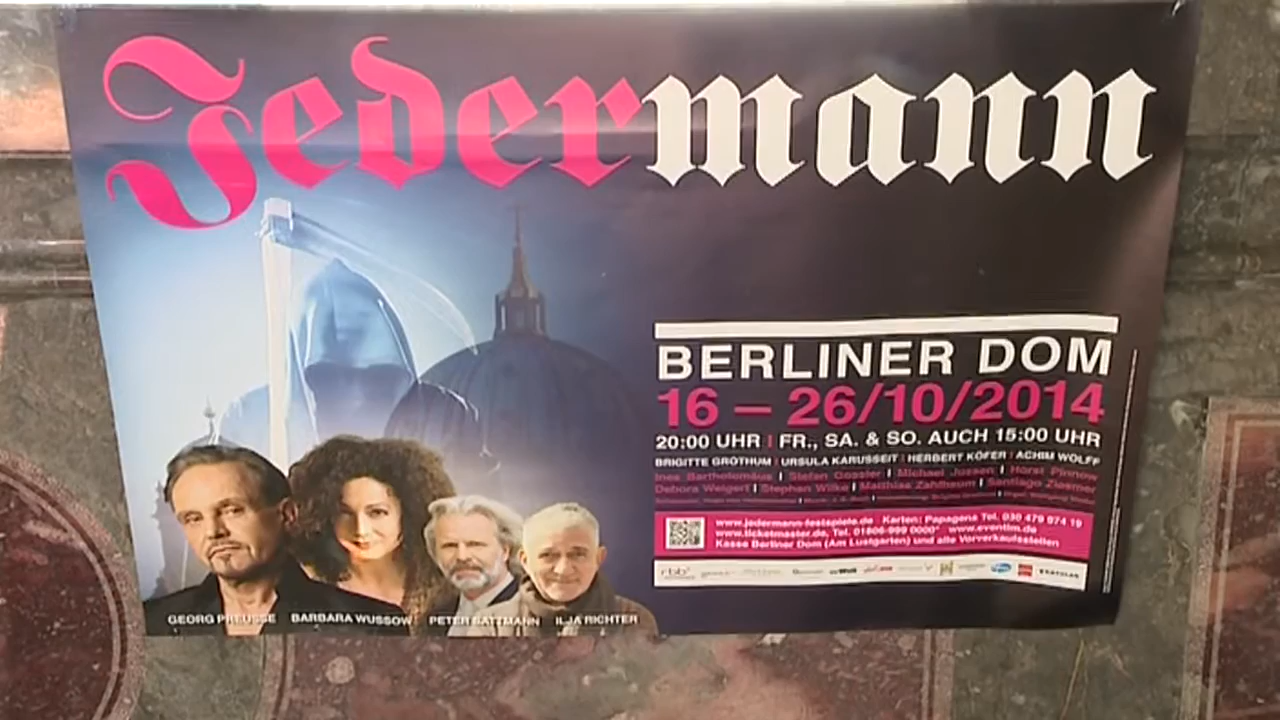 Jedermann
BERLINER DOM
16 – 26/10/2014
20:00 UHR | FR., SA. & SO. AUCH 15:00 UHR
BRIGITTE GROTHUM | URSULA KARUSSEIT | HERBERT KÖFER | ACHIM WOLFF
Ines Bartholomäus | Stefan Gossler | Michael Jossen | Horst Pinnow
Debora Weigert | Stephan Wilke | Matthias Zahlbaum | Santiago Ziesmer
www.jedermann-festspiele.de Karten: Papagena Tel. 030 479 974 19
www.ticketmaster.de, Tel. 01806-999 0000* www.eventim.de
Kasse Berliner Dom (Am Lustgarten) und alle Vorverkaufsstellen
rbb
GEORG PREUSSE BARBARA WUSSOW PETER SATTMANN ILJA RICHTER